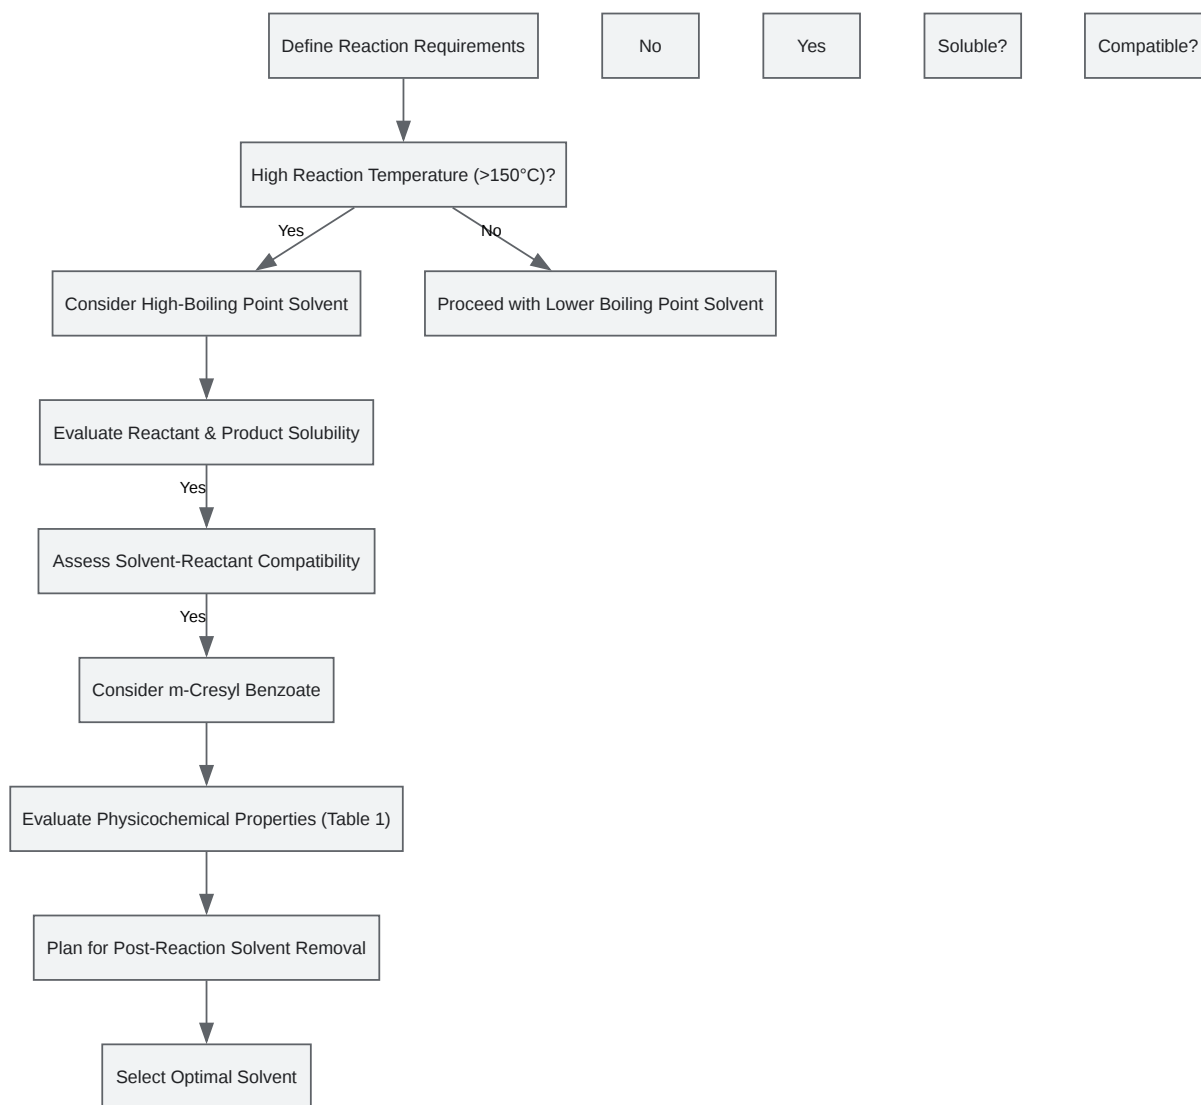 Define Reaction Requirements
No
Yes
Soluble?
Compatible?
High Reaction Temperature (>150°C)?
Yes
No
Consider High-Boiling Point Solvent
Proceed with Lower Boiling Point Solvent
Evaluate Reactant & Product Solubility
Yes
Assess Solvent-Reactant Compatibility
Yes
Consider m-Cresyl Benzoate
Evaluate Physicochemical Properties (Table 1)
Plan for Post-Reaction Solvent Removal
Select Optimal Solvent